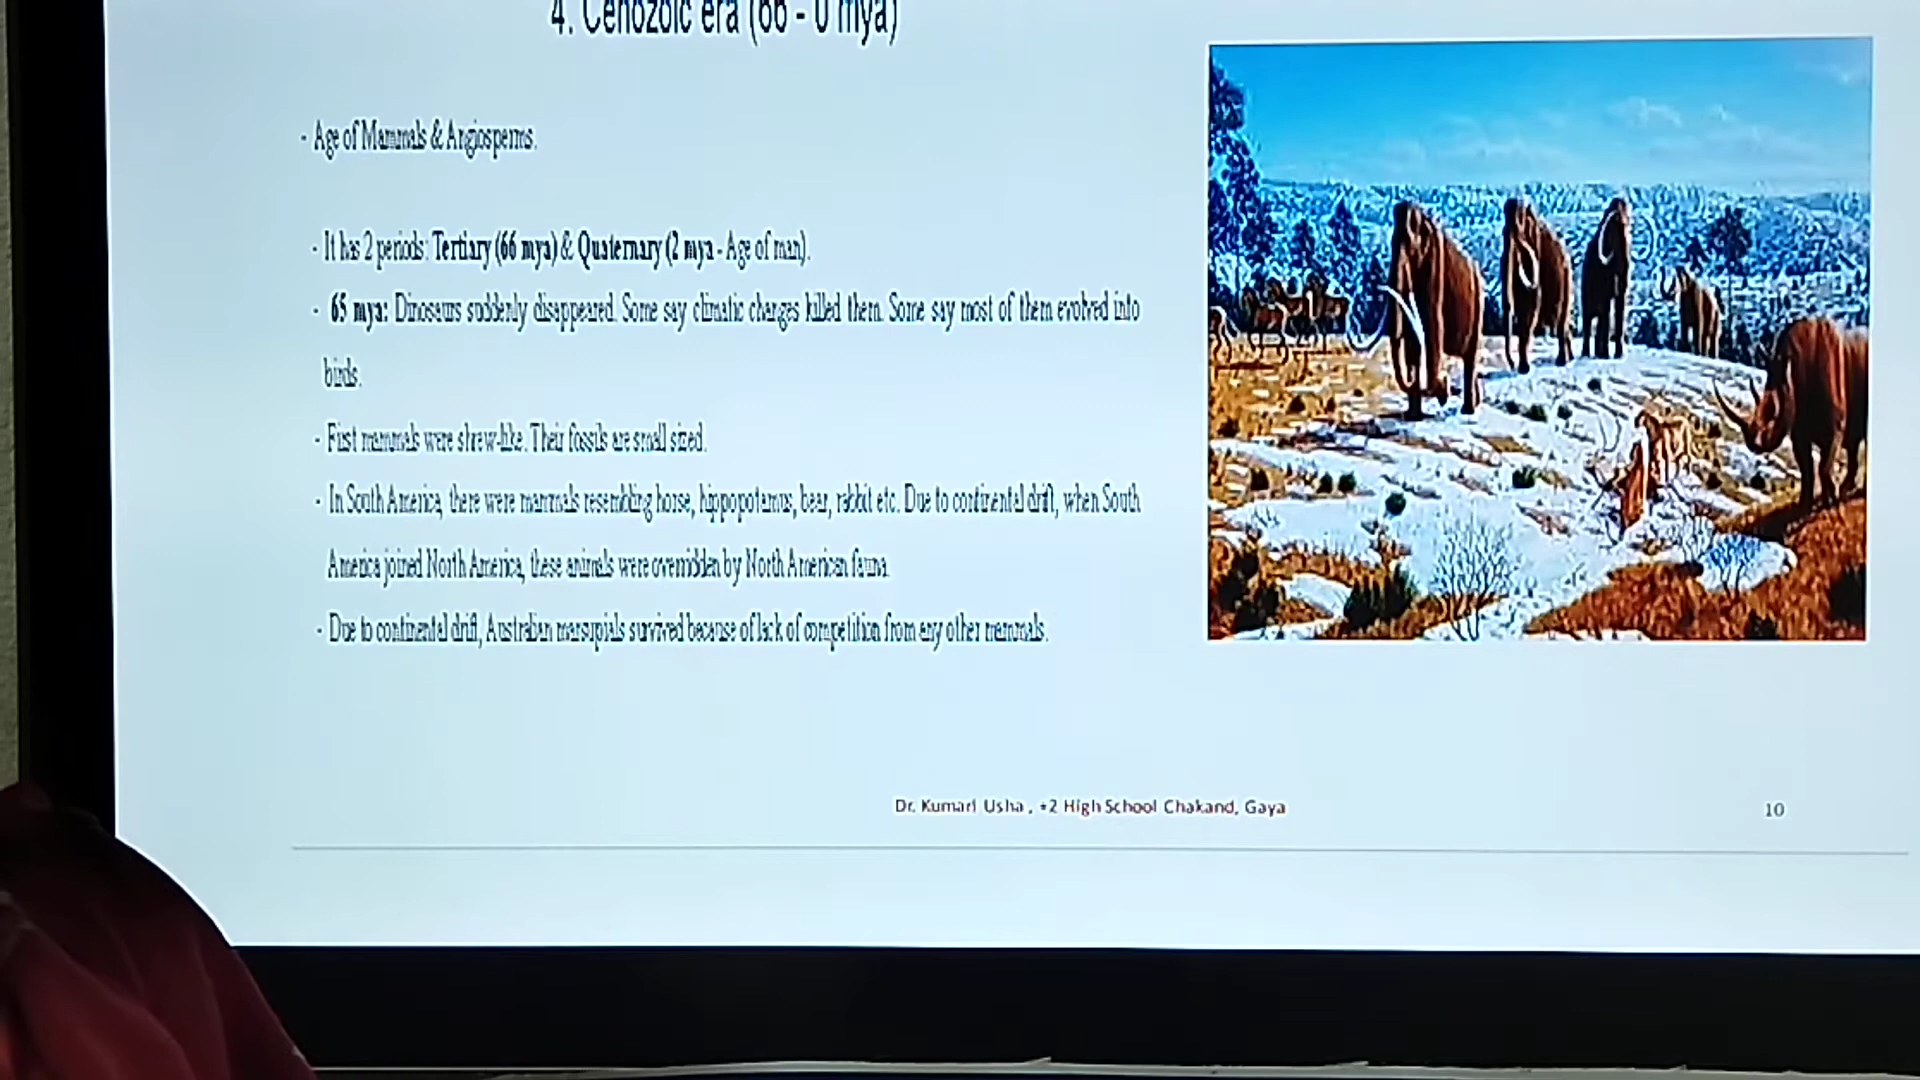 4. Cenozoic era (66 - 0 mya)
- Age of Mammals & Angiosperms.
- It has 2 periods: Tertiary (66 mya) & Quaternary (2 mya - Age of man).
- 65 mya: Dinosaurs suddenly disappeared. Some say climatic changes killed them. Some say most of them evolved into
birds.
- First mammals were shrew-like. Their fossils are small sized.
- In South America, there were mammals resembling horse, hippopotamus, bear, rabbit etc. Due to continental drift, when South
America joined North America, these animals were overridden by North American fauna.
- Due to continental drift, Australian marsupials survived because of lack of competition from any other mammals.
Dr. Kumari Usha , +2 High School Chakand, Gaya
10